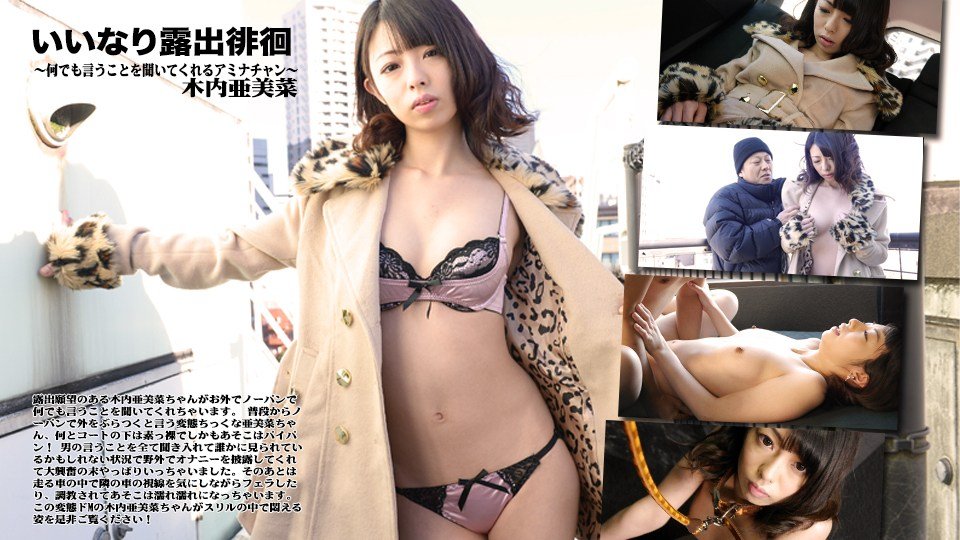 いいなり露出徘徊
～何でも言うことを聞いてくれるアミナチャン～
木内亜美菜
露出願望のある木内亜美菜ちゃんがお外でノーパンで
何でも言うことを聞いてくれちゃいます。 普段からノ
ーパンで外をぶらつくと言う変態ちっくな亜美菜ちゃ
ん、何とコートの下は素っ裸でしかもあそこはパイパ
ン！ 男の言うことを全て聞き入れて誰かに見られて
いるかもしれない状況で野外でオナニーを披露してくれ
て大興奮の末やっぱりいっちゃいました。そのあとは
走る車の中で隣の車の視線を気にしながらフェラした
り、調教されてあそこは濡れ濡れになっちゃいます。
この変態ドMの木内亜美菜ちゃんがスリルの中で悶える
姿を是非ご覧ください！